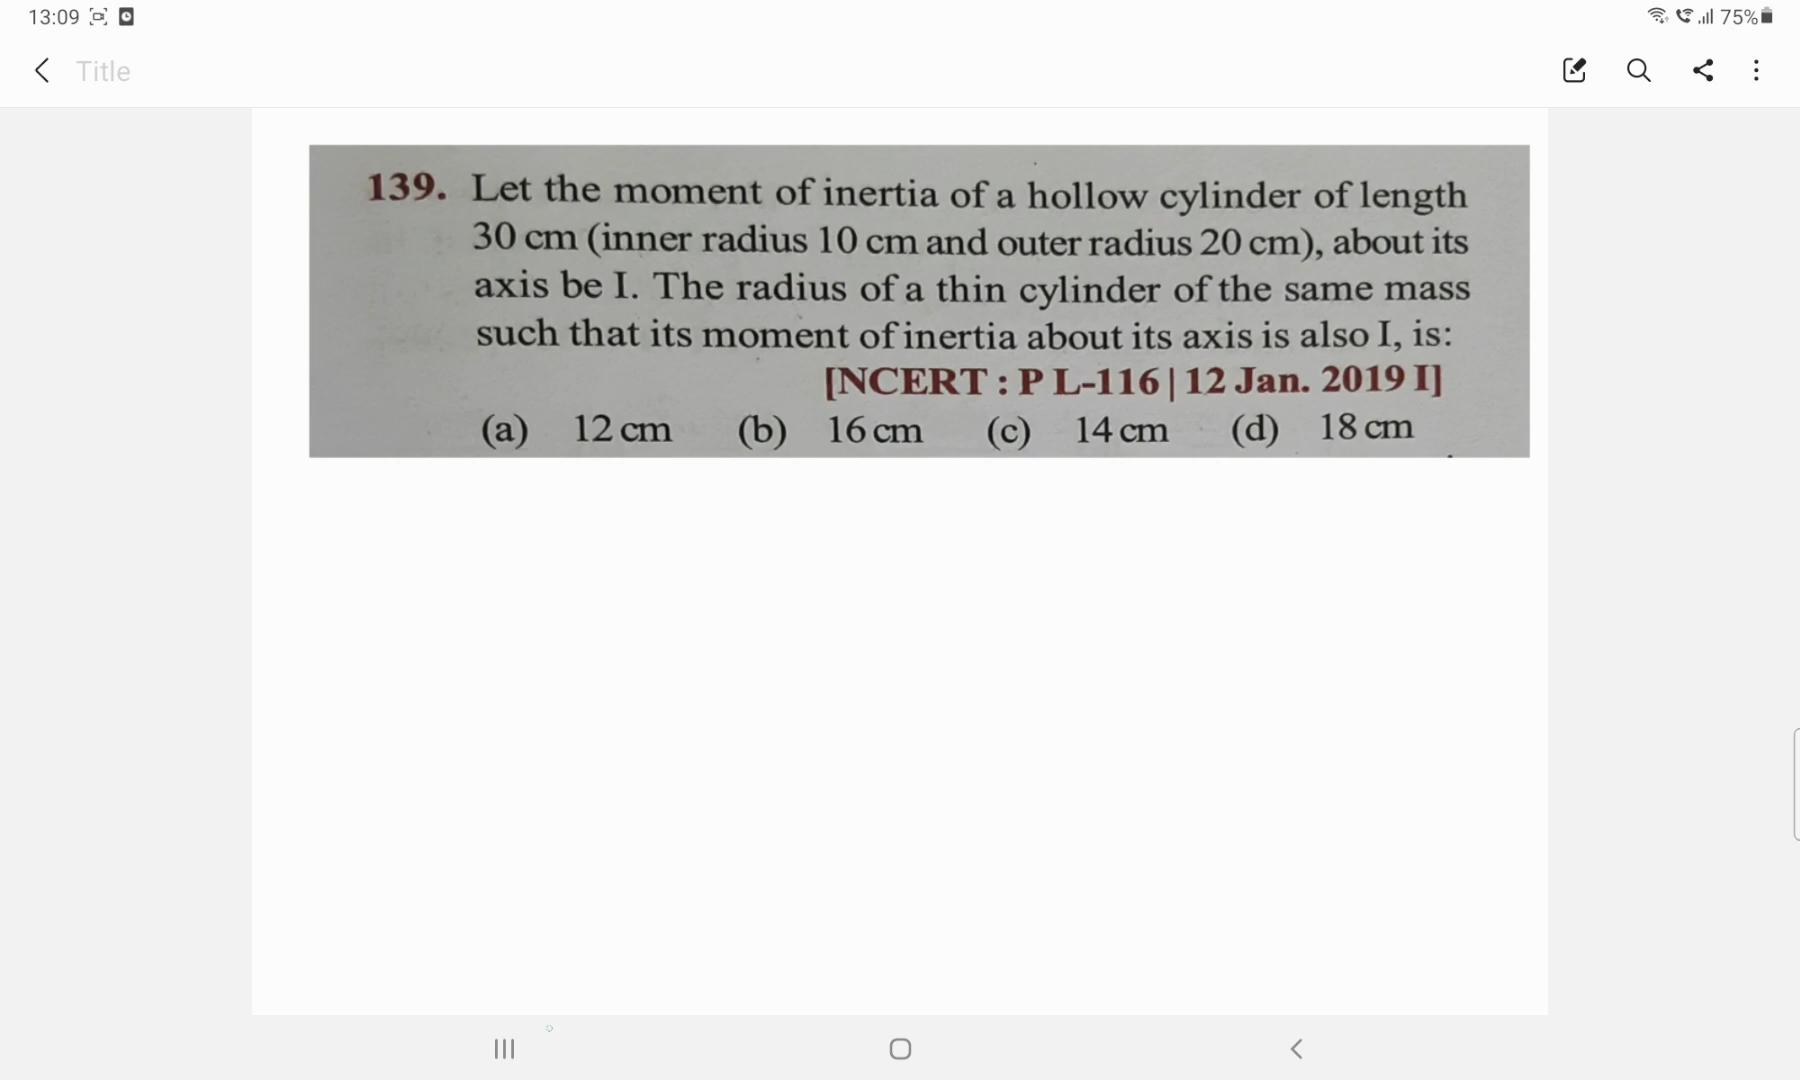 13:09
75%
Title
139. Let the moment of inertia of a hollow cylinder of length
30 cm (inner radius 10 cm and outer radius 20 cm), about its
axis be I. The radius of a thin cylinder of the same mass
such that its moment of inertia about its axis is also I, is:
[NCERT : P L-116 | 12 Jan. 2019 I]
(a) 12 cm (b) 16 cm (c) 14 cm (d) 18 cm